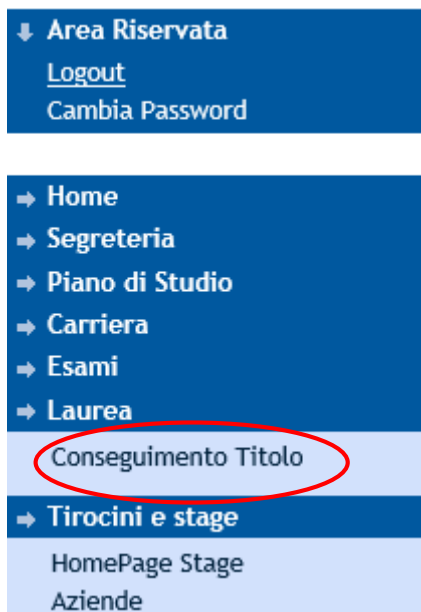 Area Riservata
Logout
Cambia Password
Home
Segreteria
Piano di Studio
Carriera
Esami
Laurea
Conseguimento Titolo
Tirocini e stage
HomePage Stage
Aziende